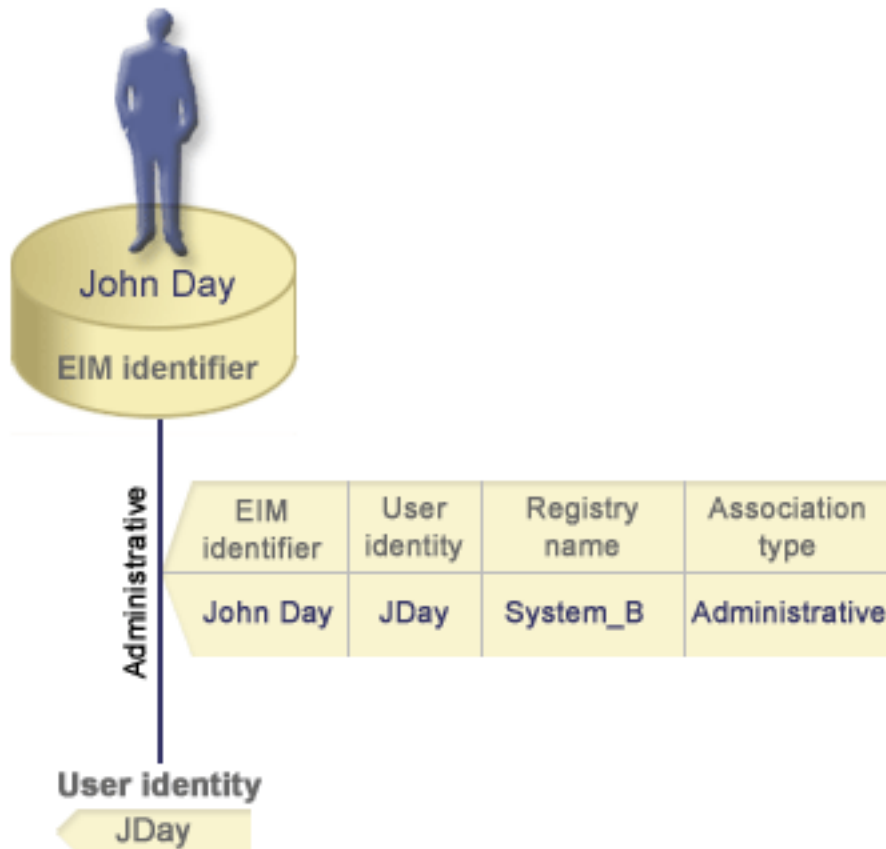 John Day
EIM identifier
Administrative
EIM identifier
User identity
Registry name
Association type
John Day
JDay
System_B
Administrative
User identity
JDay